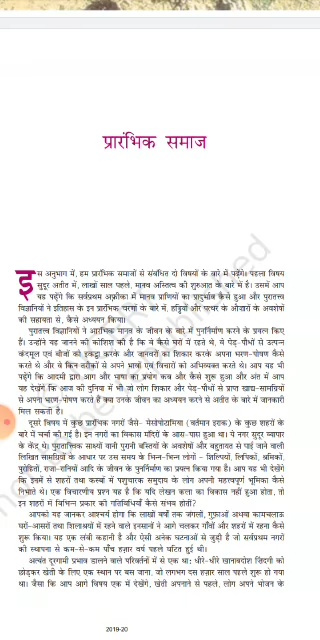 प्रारंभिक समाज
इस अनुभाग में, हम प्रारंभिक समाजों से संबंधित दो विषयों के बारे में पढ़ेंगे। पहला विषय
सुदूर अतीत में, लाखों साल पहले, मानव अस्तित्व की शुरुआत के बारे में है। उसमें आप
यह पढ़ेंगे कि सर्वप्रथम अफ़्रीका में मानव प्राणियों का प्रादुर्भाव कैसे हुआ और पुरातत्त्व
विज्ञानियों ने इतिहास के इन प्रारंभिक चरणों के बारे में, हड्डियों और पत्थर के औज़ारों के अवशेषों
की सहायता से, कैसे अध्ययन किया।
पुरातत्त्व विज्ञानियों ने प्रारंभिक मानव के जीवन के बारे में पुनर्निर्माण करने के प्रयत्न किए
हैं। उन्होंने यह जानने की कोशिश की है कि वे कैसे घरों में रहते थे, वे पेड़-पौधों से उत्पन्न
कंदमूल एवं बीजों को इकट्ठा करके और जानवरों का शिकार करके अपना भरण-पोषण कैसे
करते थे और वे किन तरीकों से अपने भावों एवं विचारों को अभिव्यक्त करते थे। आप यह भी
पढ़ेंगे कि आदमी द्वारा आग और भाषा का प्रयोग कब और कैसे शुरू हुआ और अंत में आप
यह देखेंगे कि आज की दुनिया में भी जो लोग शिकार और पेड़-पौधों से प्राप्त खाद्य-सामग्रियों
से अपना भरण-पोषण करते हैं क्या उनके जीवन का अध्ययन करने से अतीत के बारे में जानकारी
मिल सकती है।
दूसरे विषय में कुछ प्रारंभिक नगरों जैसे- मेसोपोटामिया (वर्तमान इराक) के कुछ शहरों के
बारे में चर्चा की गई है। इन नगरों का विकास मंदिरों के आस-पास हुआ था। ये नगर सुदूर व्यापार
के केंद्र थे। पुरातात्त्विक साक्ष्यों यानी पुरानी बस्तियों के अवशेषों और बहुतायत से पाई जाने वाली
लिखित सामग्रियों के आधार पर उस समय के भिन्न-भिन्न लोगों – शिल्पियों, लिपिकों, श्रमिकों,
पुरोहितों, राजा-रानियों आदि के जीवन के पुनर्निर्माण का प्रयत्न किया गया है। आप यह भी देखेंगे
कि इनमें से शहरों तथा कस्बों में पशुचारक समुदाय के लोग अपनी महत्त्वपूर्ण भूमिका कैसे
निभाते थे। एक विचारणीय प्रश्न यह है कि यदि लेखन कला का विकास नहीं हुआ होता, तो
इन शहरों में विभिन्न प्रकार की गतिविधियाँ कैसे संभव होतीं?
आपको यह जानकर आश्चर्य होगा कि लाखों वर्षों तक जंगलों, गुफ़ाओं अथवा कामचलाऊ
घरों-आसरों तथा शिलाश्रयों में रहने वाले इनसानों ने आगे चलकर गाँवों और शहरों में रहना कैसे
शुरू किया। यह एक लंबी कहानी है और ऐसी अनेक घटनाओं से जुड़ी है जो सर्वप्रथम नगरों
की स्थापना से कम-से-कम पाँच हज़ार वर्ष पहले घटित हुई थीं।
अत्यंत दूरगामी प्रभाव डालने वाले परिवर्तनों में से एक था: धीरे-धीरे खानाबदोश ज़िंदगी को
छोड़कर खेती के लिए एक स्थान पर बस जाना, जो लगभग दस हज़ार साल पहले शुरू हो गया
था। जैसा कि आप आगे विषय एक में देखेंगे, खेती अपनाने से पहले, लोग अपने भोजन के
2019-20